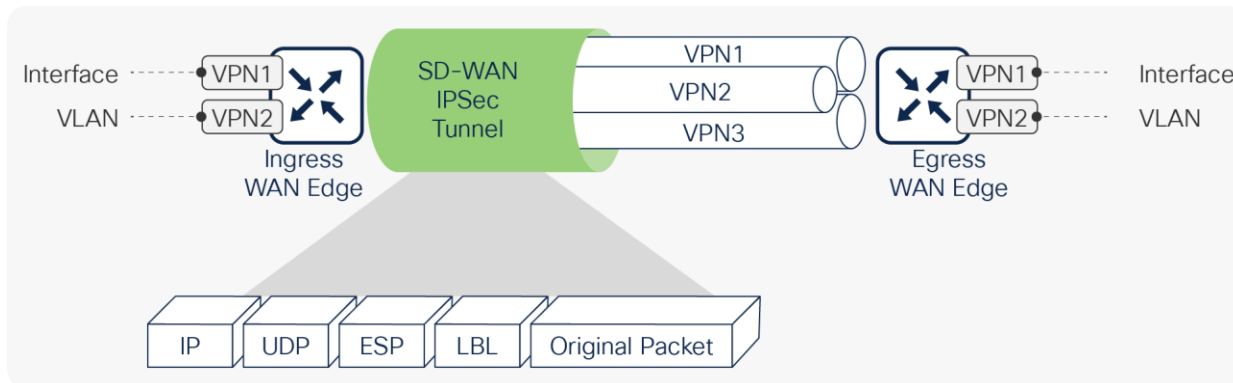 Interface
VLAN
VPN1
VPN2
Ingress
WAN Edge
SD-WAN
IPSec
Tunnel
VPN1
VPN2
VPN3
VPN1
VPN2
Egress
WAN Edge
Interface
VLAN
IP
UDP
ESP
LBL
Original Packet